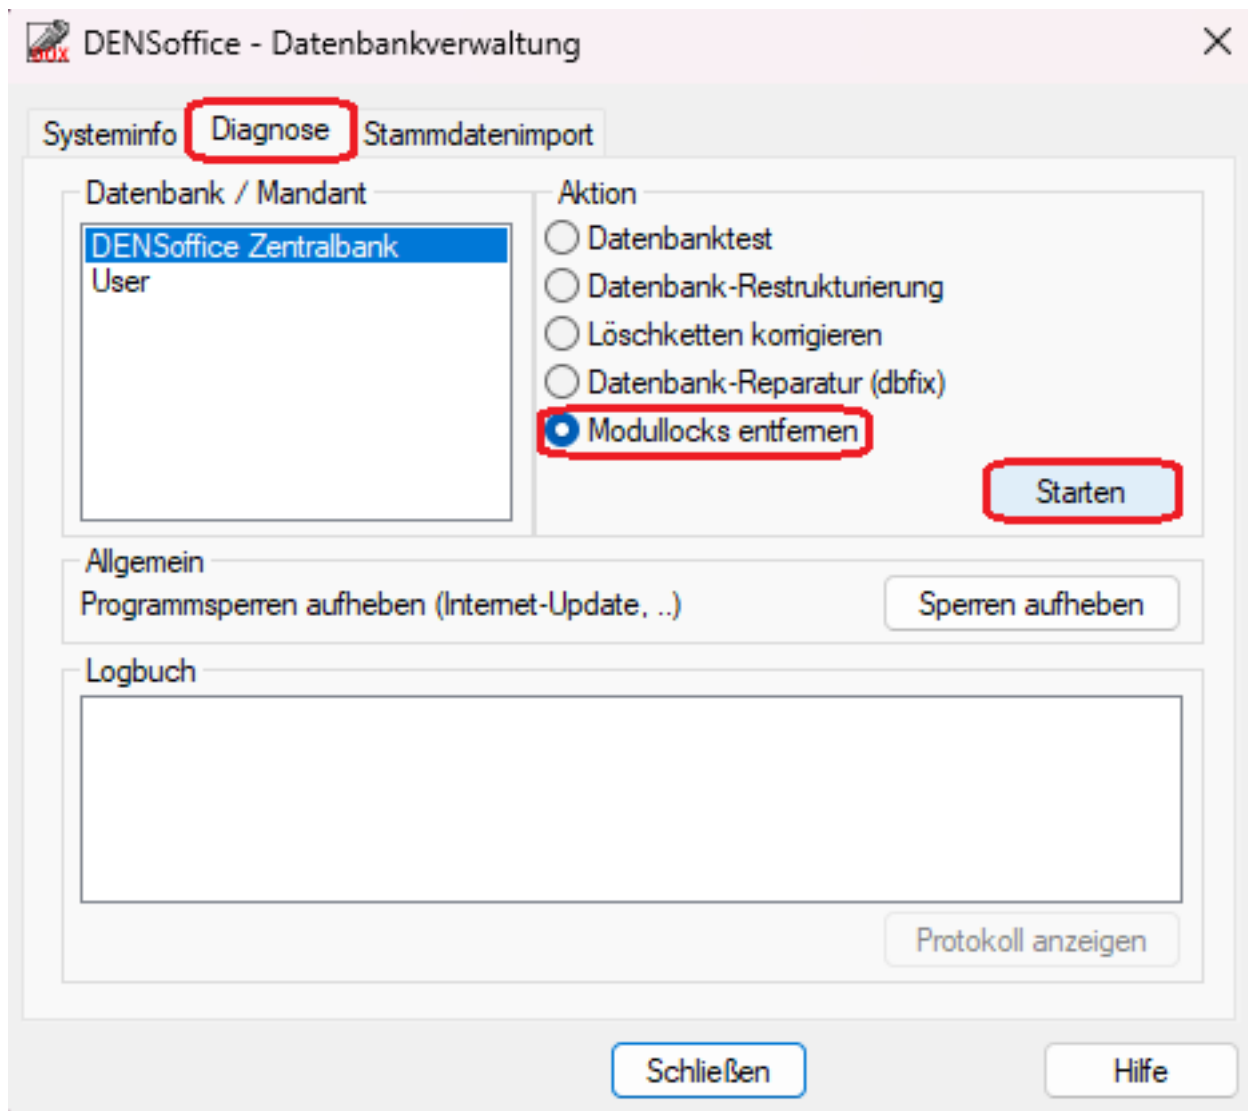 DENSoffice - Datenbankverwaltung
Systeminfo Diagnose Stammdatenimport
Datenbank / Mandant
DENSoffice Zentralbank
User
Aktion
Datenbanktest
Datenbank-Restrukturierung
Löschketten korrigieren
Datenbank-Reparatur (dbfix)
Modullocks entfernen
Starten
Allgemein
Programmsperren aufheben (Internet-Update, ..)
Sperren aufheben
Logbuch
Protokoll anzeigen
Schließen
Hilfe